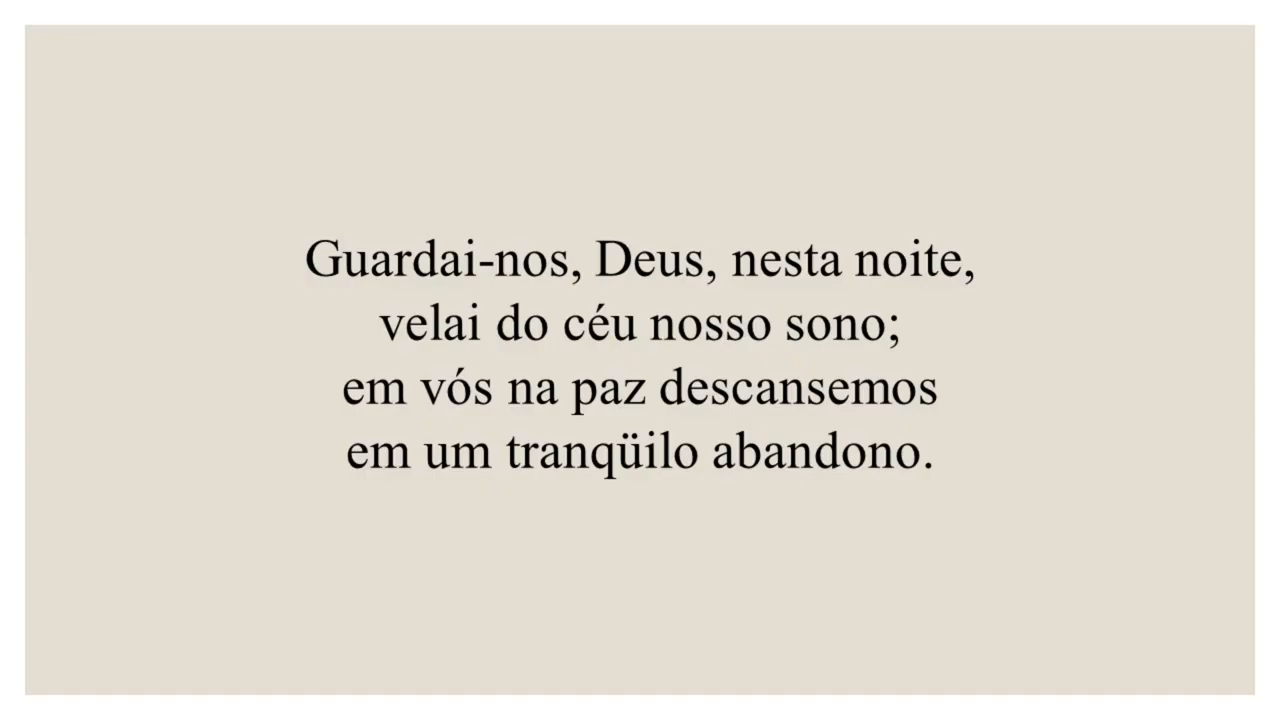 Guardai-nos, Deus, nesta noite,
velai do céu nosso sono;
em vós na paz descansemos
em um tranqüilo abandono.